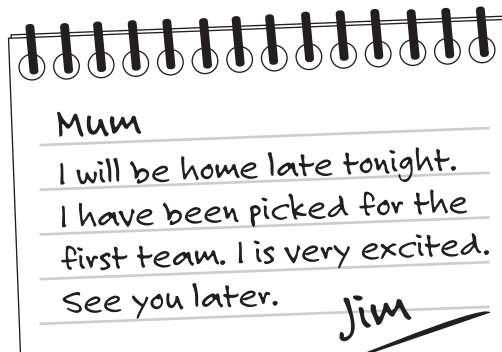 Mum
I will be home late tonight.
I have been picked for the
first team. I is very excited.
See you later.
Jim